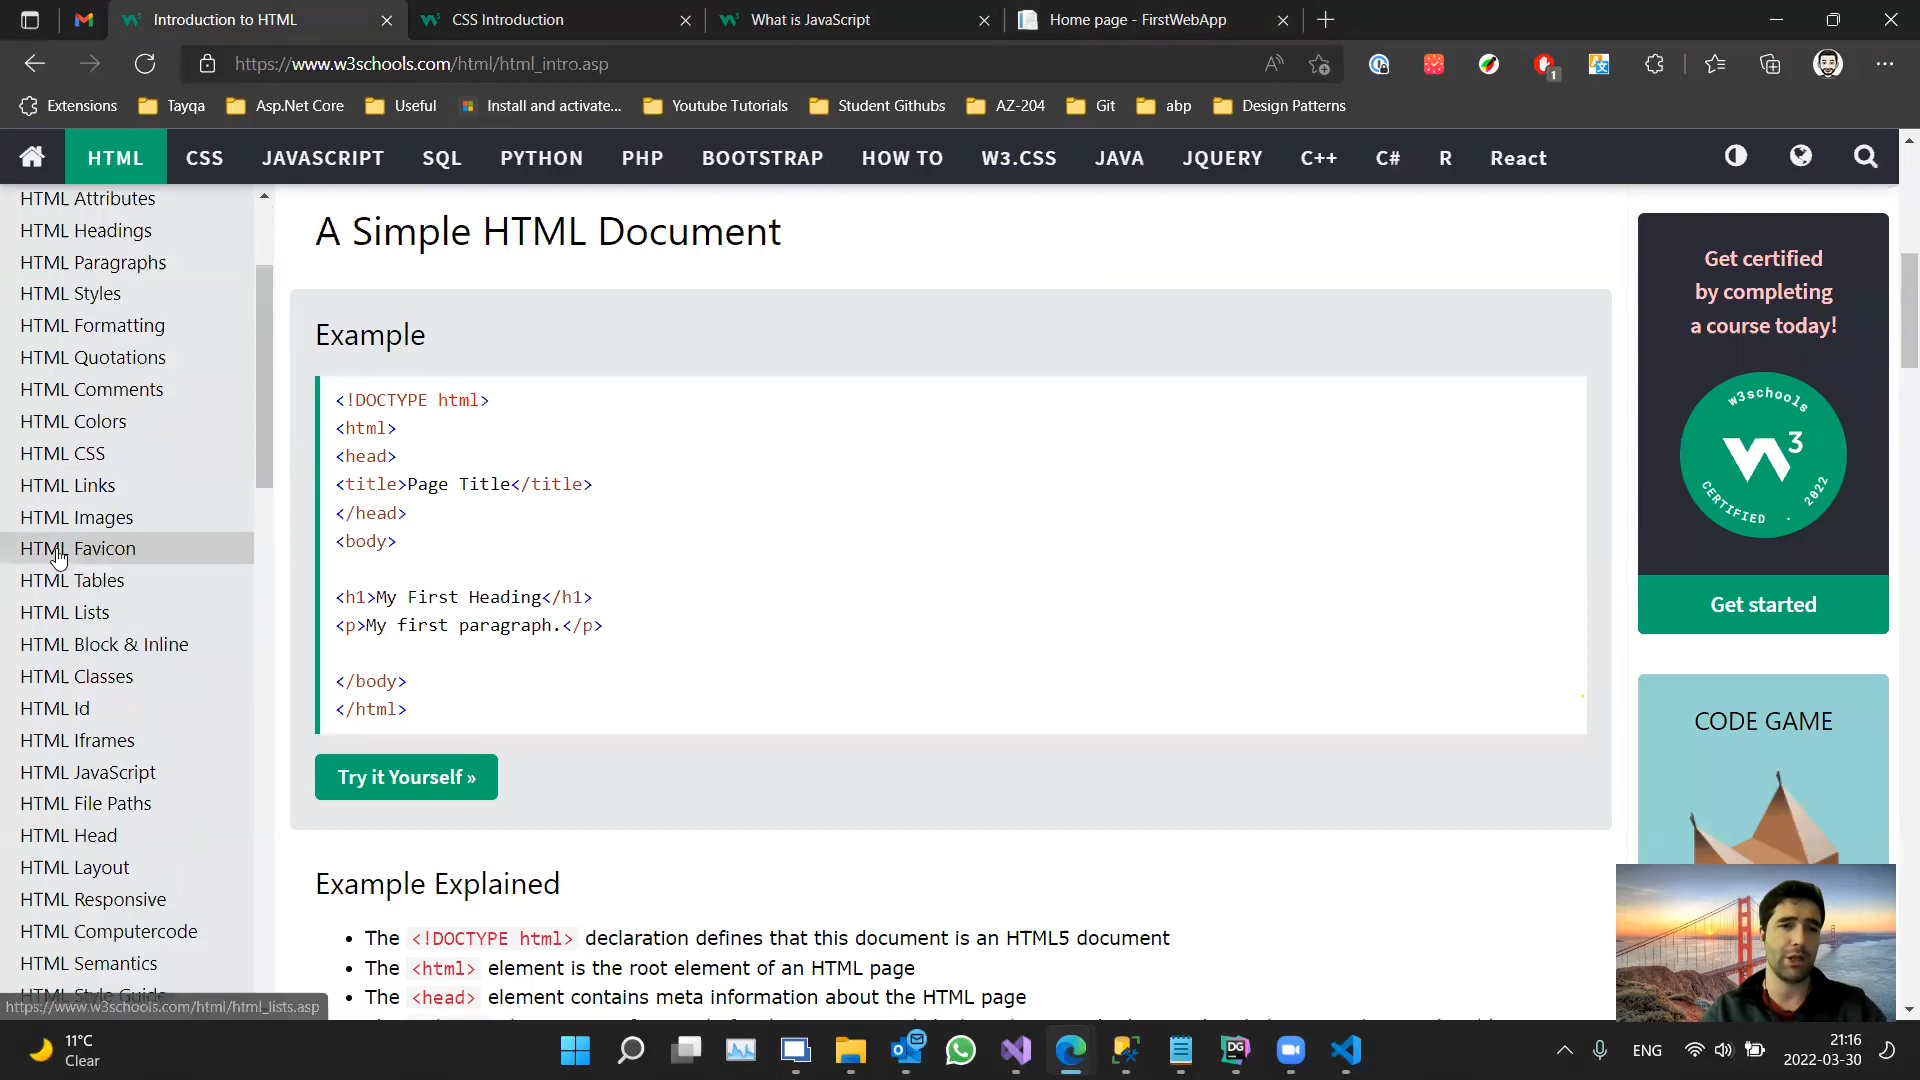 Introduction to HTML
CSS Introduction
What is JavaScript
Home page - FirstWebApp
https://www.w3schools.com/html/html_intro.asp
1
Extensions
Tayqa
Asp.Net Core
Useful
Install and activate...
Youtube Tutorials
Student Githubs
AZ-204
Git
abp
Design Patterns
HTML
CSS
JAVASCRIPT
SQL
PYTHON
PHP
BOOTSTRAP
HOW TO
W3.CSS
JAVA
JQUERY
C++
C#
R
React
HTML Attributes
HTML Headings
HTML Paragraphs
HTML Styles
HTML Formatting
HTML Quotations
HTML Comments
HTML Colors
HTML CSS
HTML Links
HTML Images
HTML Favicon
HTML Tables
HTML Lists
HTML Block & Inline
HTML Classes
HTML Id
HTML Iframes
HTML JavaScript
HTML File Paths
HTML Head
HTML Layout
HTML Responsive
HTML Computercode
HTML Semantics
HTML Style Guide
https://www.w3schools.com/html/html_lists.asp
A Simple HTML Document
Example
<!DOCTYPE html>
<html>
<head>
<title>Page Title</title>
</head>
<body>
<h1>My First Heading</h1>
<p>My first paragraph.</p>
</body>
</html>
Try it Yourself »
Example Explained
• The <!DOCTYPE html> declaration defines that this document is an HTML5 document
• The <html> element is the root element of an HTML page
• The <head> element contains meta information about the HTML page
Get certified
by completing
a course today!
w3schools
W3
CERTIFIED . 2022
Get started
CODE GAME
11°C
Clear
DG
ENG
21:16
2022-03-30